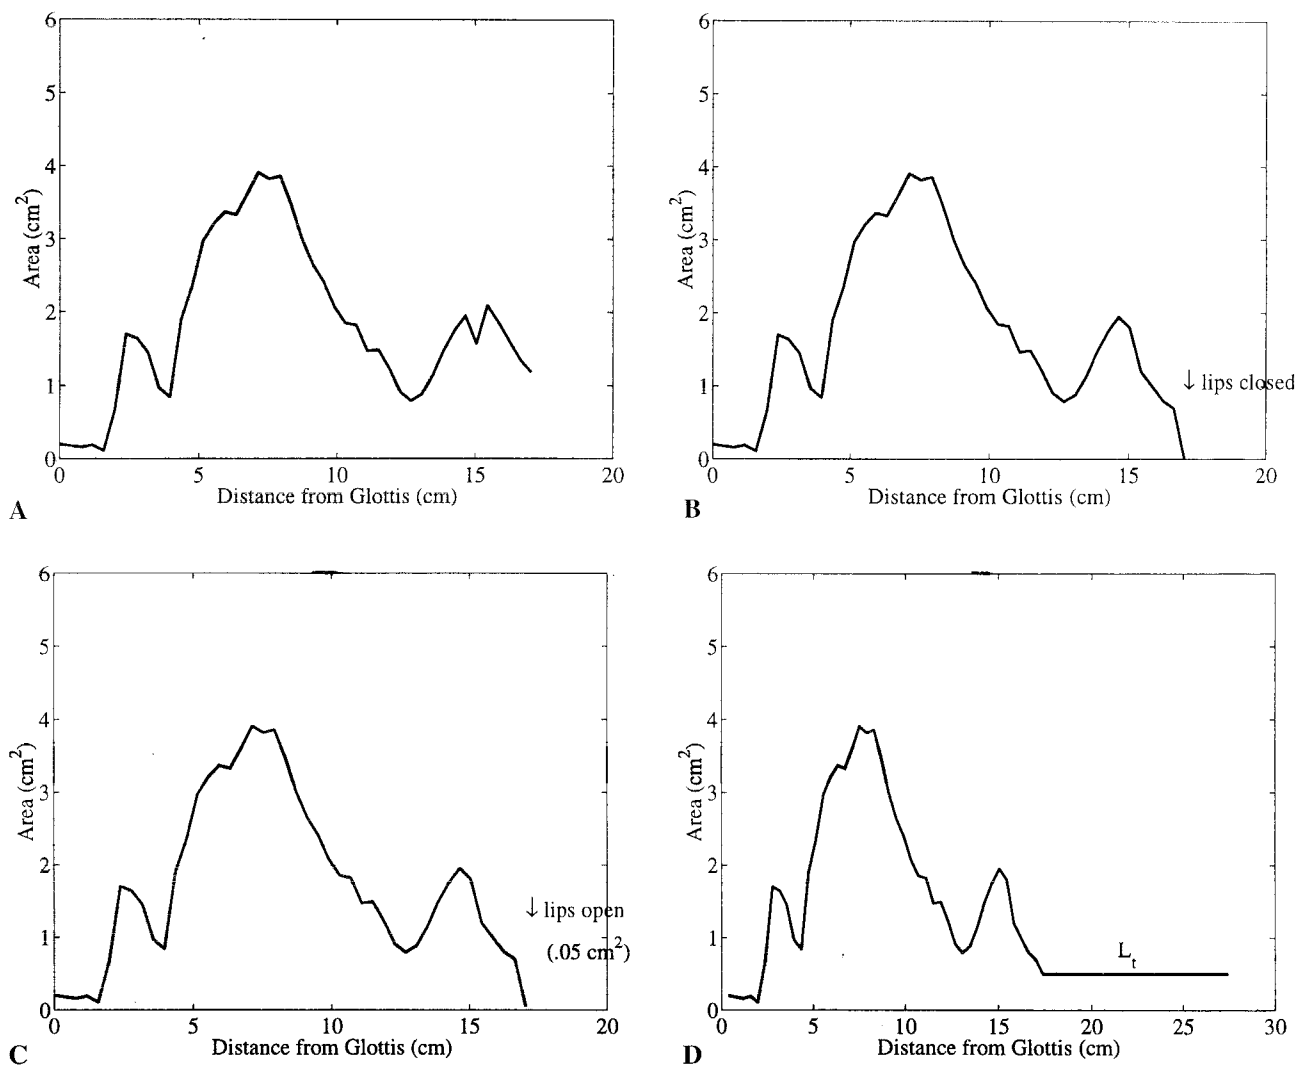 6
5
4
3
2
1
0
Area (cm2)
0 5 10 15 20
Distance from Glottis (cm)
A
6
5
4
3
2
1
0
Area (cm2)
↓ lips closed
0 5 10 15 20
Distance from Glottis (cm)
B
6
5
4
3
2
1
0
Area (cm2)
↓ lips open
(.05 cm2)
0 5 10 15 20
Distance from Glottis (cm)
C
6
5
4
3
2
1
0
Area (cm2)
Lt
0 5 10 15 20 25 30
Distance from Glottis (cm)
D